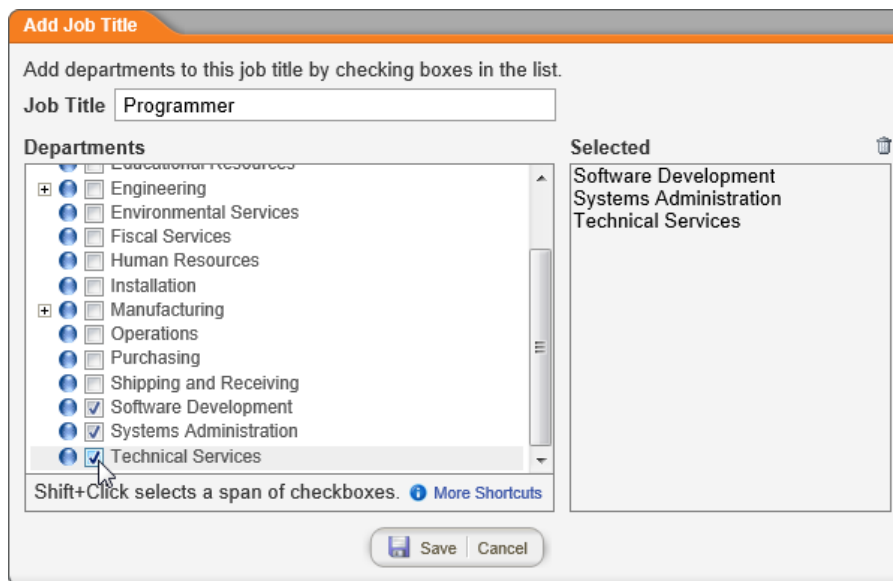 Add Job Title
Add departments to this job title by checking boxes in the list.
Job Title Programmer
Departments
Educational Resources
Engineering
Environmental Services
Fiscal Services
Human Resources
Installation
Manufacturing
Operations
Purchasing
Shipping and Receiving
Software Development
Systems Administration
Technical Services
Shift+Click selects a span of checkboxes. More Shortcuts
Selected
Software Development
Systems Administration
Technical Services
Save Cancel